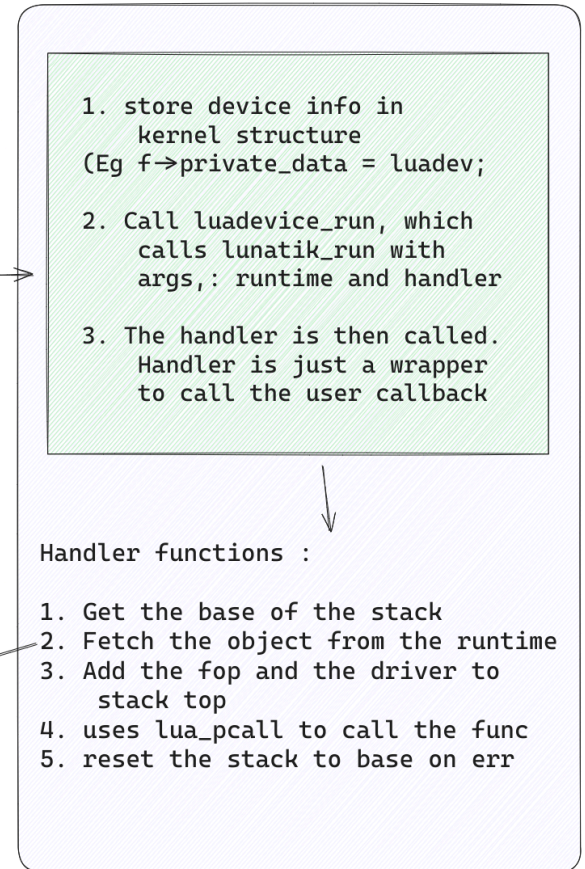 1. store device info in
kernel structure
(Eg f->private_data = luadev;
2. Call luadevice_run, which
calls lunatik_run with
args,: runtime and handler
3. The handler is then called.
Handler is just a wrapper
to call the user callback
Handler functions :
1. Get the base of the stack
2. Fetch the object from the runtime
3. Add the fop and the driver to
stack top
4. uses lua_pcall to call the func
5. reset the stack to base on err